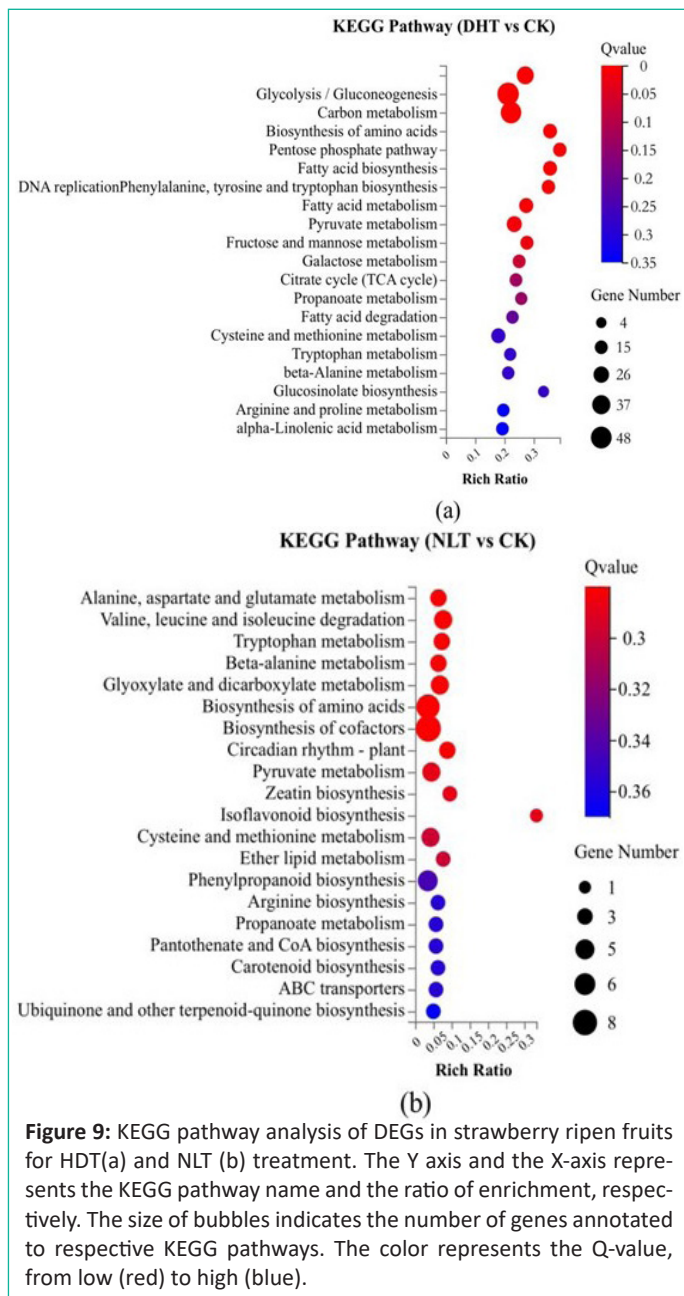 KEGG Pathway (DHT vs CK)
Qvalue
0
0.05
0.1
0.15
0.2
0.25
0.3
0.35
Glycolysis / Gluconeogenesis
Carbon metabolism
Biosynthesis of amino acids
Pentose phosphate pathway
Fatty acid biosynthesis
DNA replicationPhenylalanine, tyrosine and tryptophan biosynthesis
Fatty acid metabolism
Pyruvate metabolism
Fructose and mannose metabolism
Galactose metabolism
Citrate cycle (TCA cycle)
Propanoate metabolism
Fatty acid degradation
Cysteine and methionine metabolism
Tryptophan metabolism
beta-Alanine metabolism
Glucosinolate biosynthesis
Arginine and proline metabolism
alpha-Linolenic acid metabolism
Gene Number
4
15
26
37
48
0 0.1 0.2 0.3
Rich Ratio
(a)
KEGG Pathway (NLT vs CK)
Qvalue
0.3
0.32
0.34
0.36
Alanine, aspartate and glutamate metabolism
Valine, leucine and isoleucine degradation
Tryptophan metabolism
Beta-alanine metabolism
Glyoxylate and dicarboxylate metabolism
Biosynthesis of amino acids
Biosynthesis of cofactors
Circadian rhythm - plant
Pyruvate metabolism
Zeatin biosynthesis
Isoflavonoid biosynthesis
Cysteine and methionine metabolism
Ether lipid metabolism
Phenylpropanoid biosynthesis
Arginine biosynthesis
Propanoate metabolism
Pantothenate and CoA biosynthesis
Carotenoid biosynthesis
ABC transporters
Ubiquinone and other terpenoid-quinone biosynthesis
Gene Number
1
3
5
6
8
0 0.05 0.1 0.15 0.2 0.25 0.3
Rich Ratio
(b)
Figure 9: KEGG pathway analysis of DEGs in strawberry ripen fruits
for HDT(a) and NLT (b) treatment. The Y axis and the X-axis repre-
sents the KEGG pathway name and the ratio of enrichment, respec-
tively. The size of bubbles indicates the number of genes annotated
to respective KEGG pathways. The color represents the Q-value,
from low (red) to high (blue).